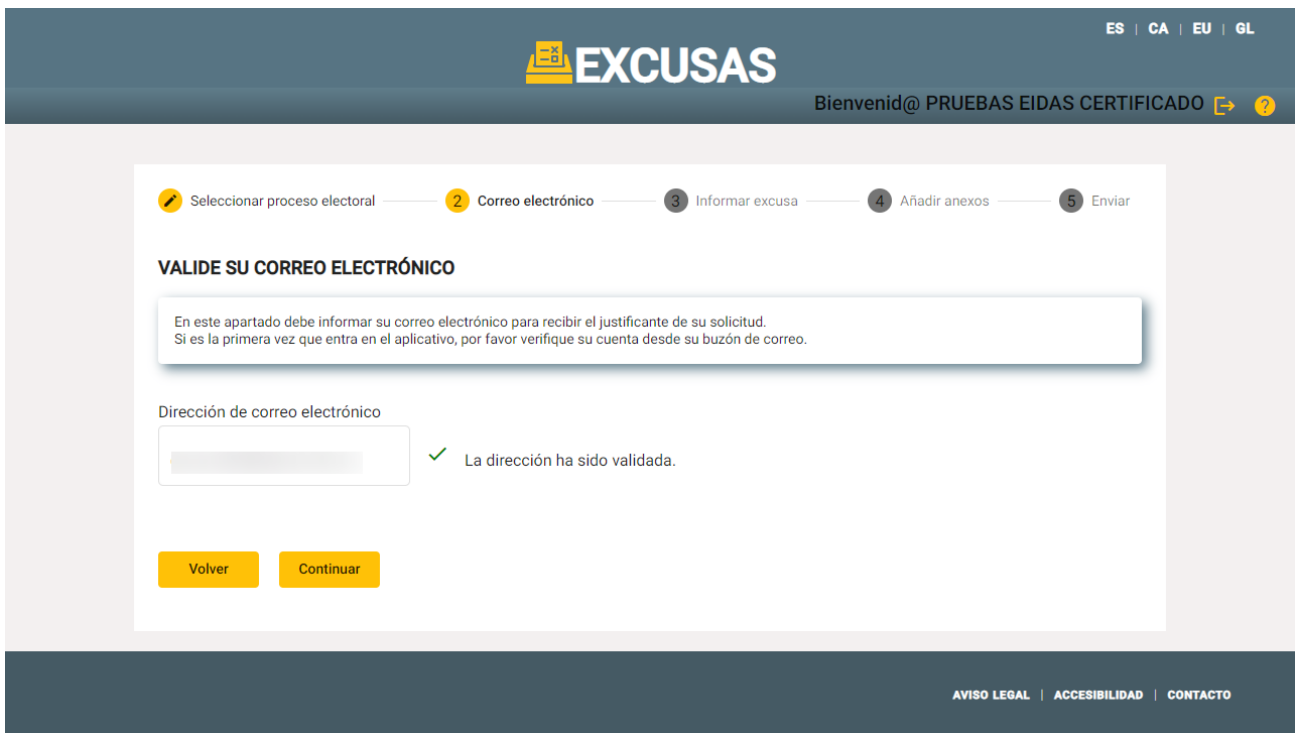 ES | CA | EU | GL
EXCUSAS
Bienvenid@ PRUEBAS EIDAS CERTIFICADO
?
Seleccionar proceso electoral
2 Correo electrónico
3 Informar excusa
4 Añadir anexos
5 Enviar
VALIDE SU CORREO ELECTRÓNICO
En este apartado debe informar su correo electrónico para recibir el justificante de su solicitud.
Si es la primera vez que entra en el aplicativo, por favor verifique su cuenta desde su buzón de correo.
Dirección de correo electrónico
La dirección ha sido validada.
Volver
Continuar
AVISO LEGAL | ACCESIBILIDAD | CONTACTO